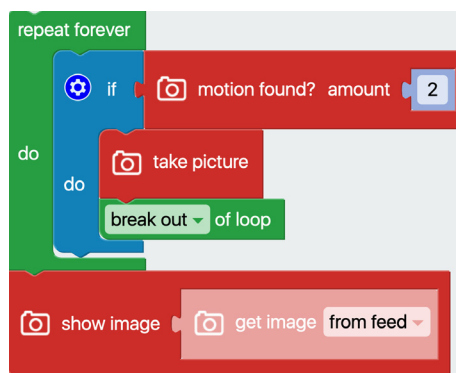 repeat forever
if motion found? amount 2
do
take picture
do
break out of loop
show image get image from feed